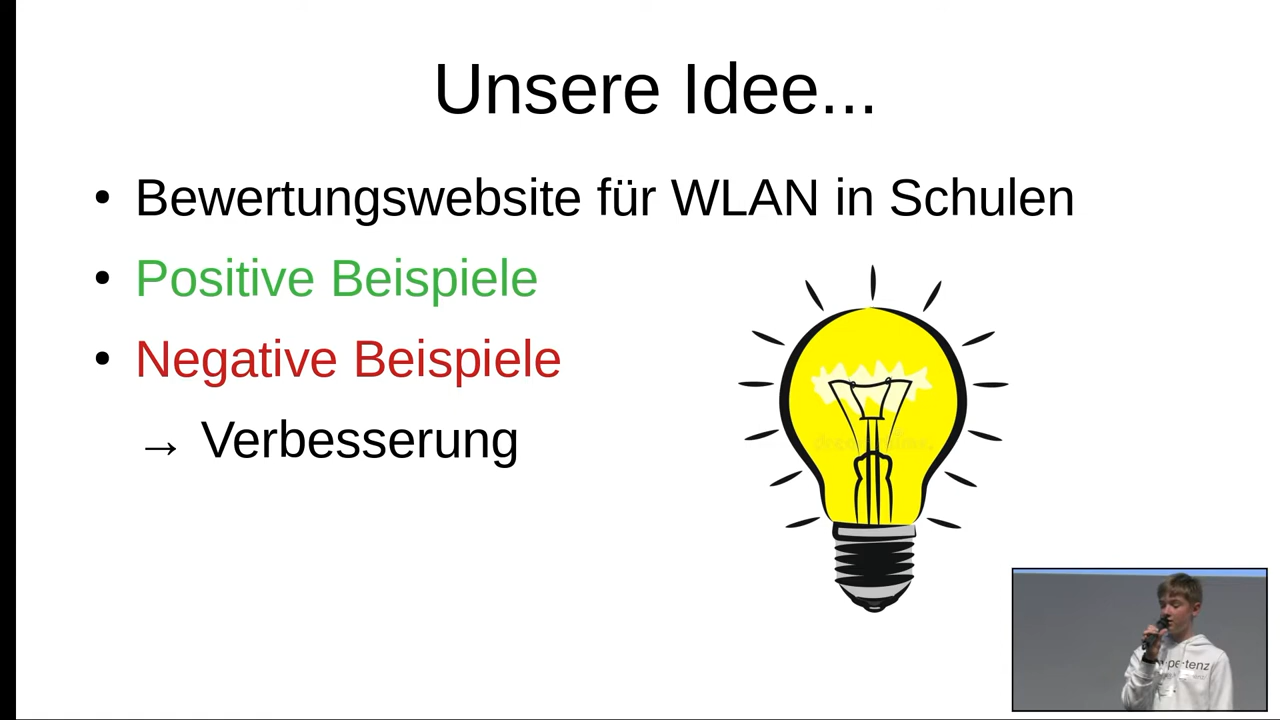 Unsere Idee...
• Bewertungswebsite für WLAN in Schulen
• Positive Beispiele
• Negative Beispiele
→ Verbesserung